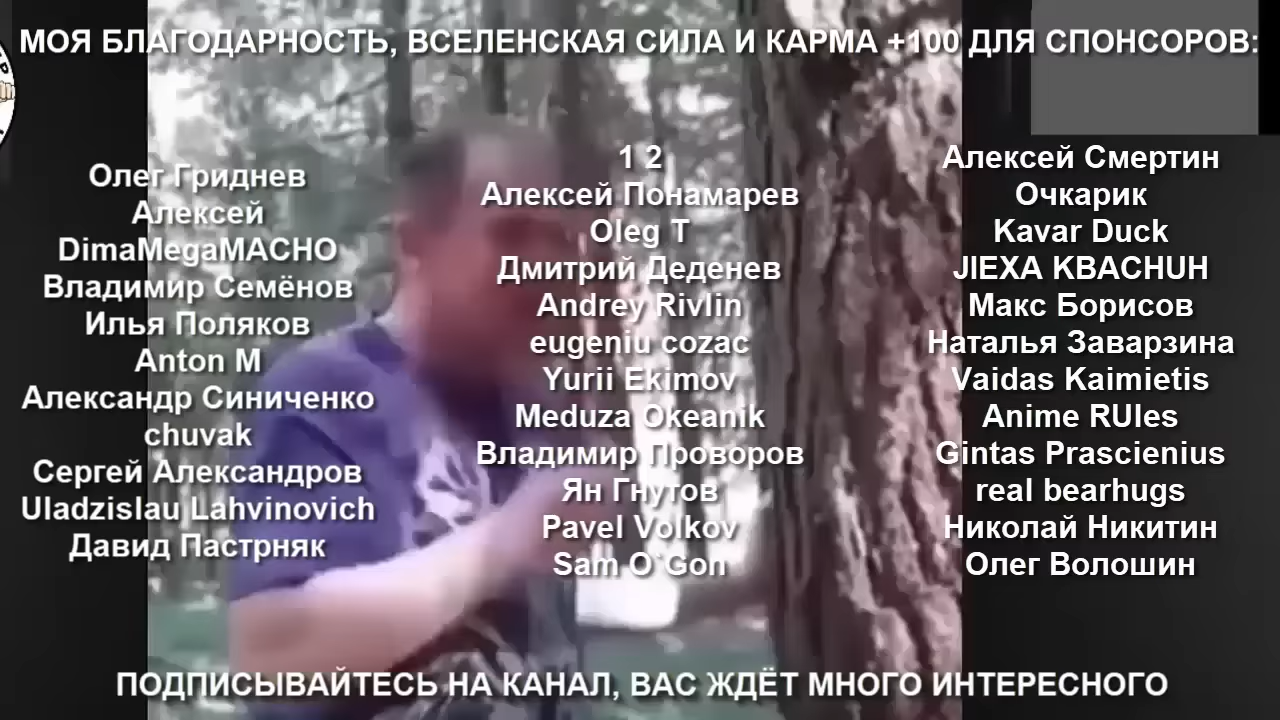 МОЯ БЛАГОДАРНОСТЬ, ВСЕЛЕНСКАЯ СИЛА И КАРМА +100 ДЛЯ СПОНСОРОВ:
Олег Гриднев
Алексей
DimaMegaMACHO
Владимир Семёнов
Илья Поляков
Anton M
Александр Синиченко
chuvak
Сергей Александров
Uladzislau Lahvinovich
Давид Пастрняк
1 2
Алексей Понамарев
Oleg T
Дмитрий Деденев
Andrey Rivlin
eugeniu cozac
Yurii Ekimov
Meduza Okeanik
Владимир Проворов
Ян Гнутов
Pavel Volkov
Sam O`Gon
Алексей Смертин
Очкарик
Kavar Duck
JIEXA KBACHUH
Макс Борисов
Наталья Заварзина
Vaidas Kaimietis
Anime RUles
Gintas Prascienius
real bearhugs
Николай Никитин
Олег Волошин
ПОДПИСЫВАЙТЕСЬ НА КАНАЛ, ВАС ЖДЁТ МНОГО ИНТЕРЕСНОГО